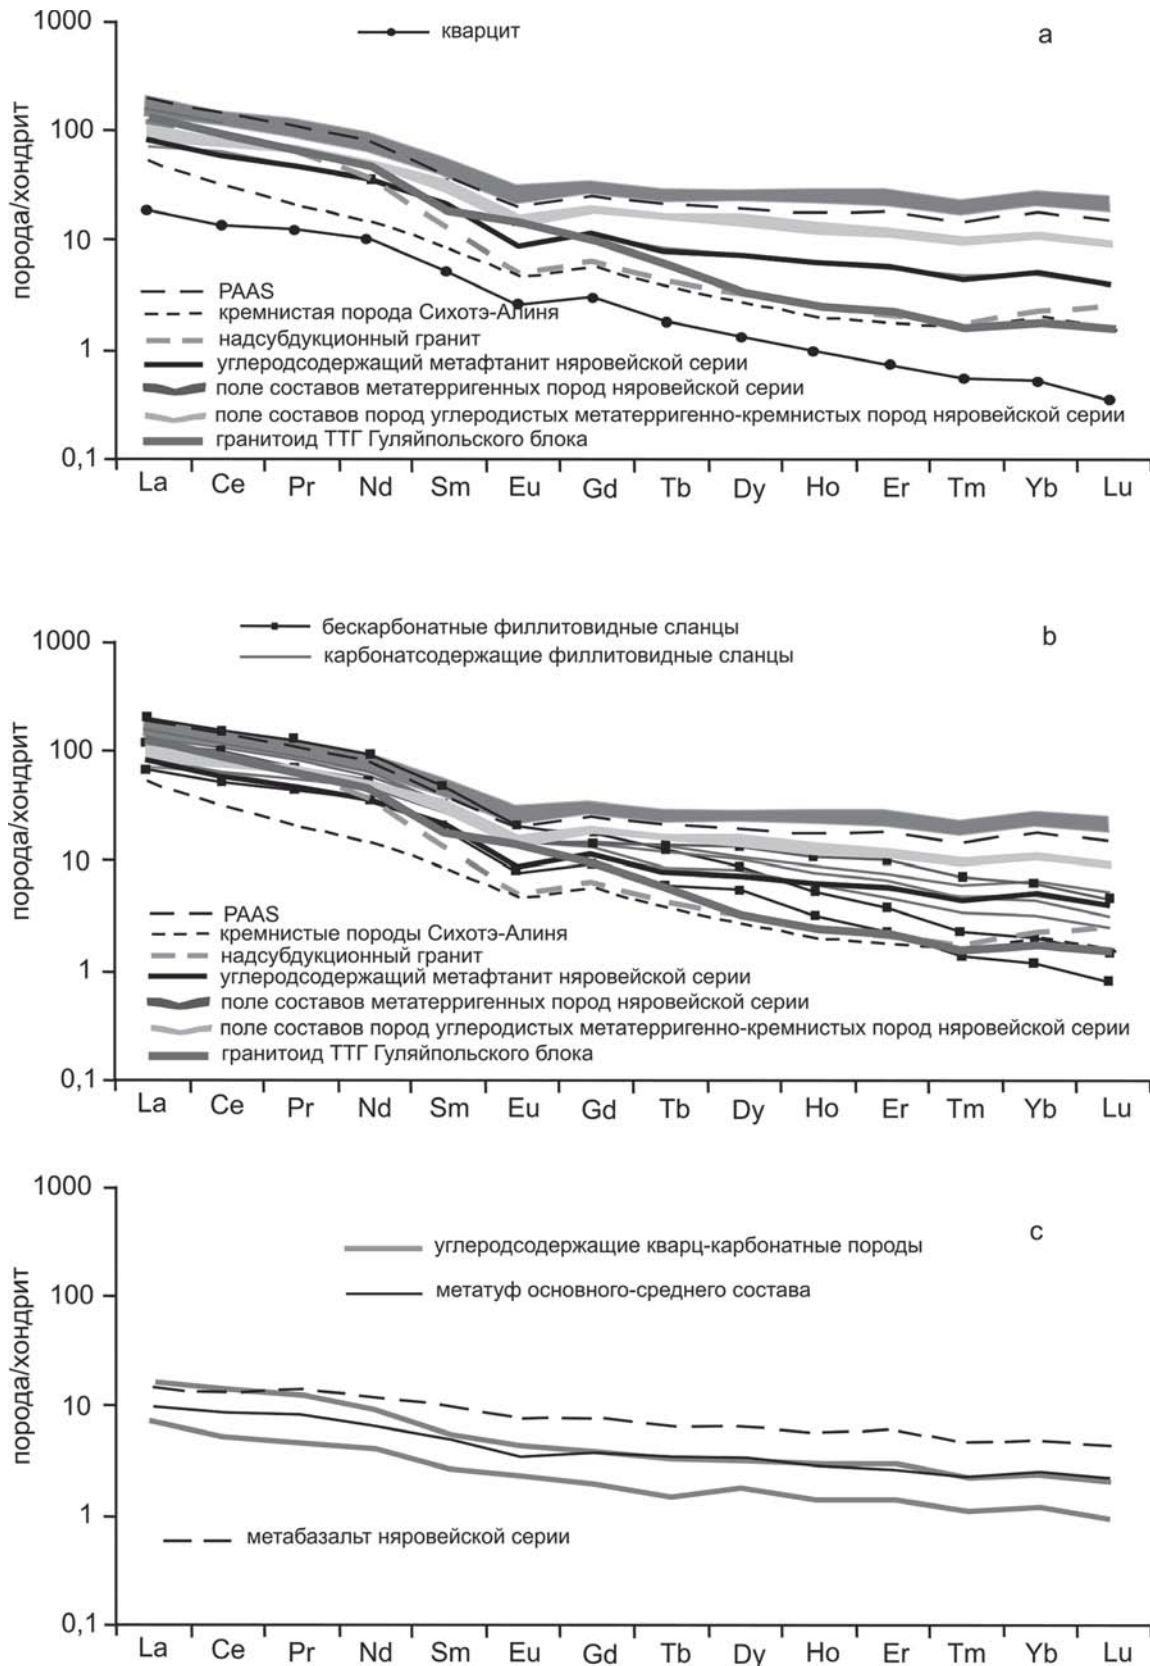 1000
100
10
1
0,1
порода/хондрит
кварцит
a
PAAS
кремнистая порода Сихотэ-Алиня
надсубдукционный гранит
углеродсодержащий метафтанит няровейской серии
поле составов метатерригенных пород няровейской серии
поле составов пород углеродистых метатерригенно-кремнистых пород няровейской серии
гранитоид ТТГ Гуляйпольского блока
La Ce Pr Nd Sm Eu Gd Tb Dy Ho Er Tm Yb Lu
1000
100
10
1
0,1
порода/хондрит
бескарбонатные филлитовидные сланцы
карбонатсодержащие филлитовидные сланцы
b
PAAS
кремнистые породы Сихотэ-Алиня
надсубдукционный гранит
углеродсодержащий метафтанит няровейской серии
поле составов метатерригенных пород няровейской серии
поле составов пород углеродистых метатерригенно-кремнистых пород няровейской серии
гранитоид ТТГ Гуляйпольского блока
La Ce Pr Nd Sm Eu Gd Tb Dy Ho Er Tm Yb Lu
1000
100
10
1
0,1
порода/хондрит
углеродсодержащие кварц-карбонатные породы
c
метатуф основного-среднего состава
метабазальт няровейской серии
La Ce Pr Nd Sm Eu Gd Tb Dy Ho Er Tm Yb Lu